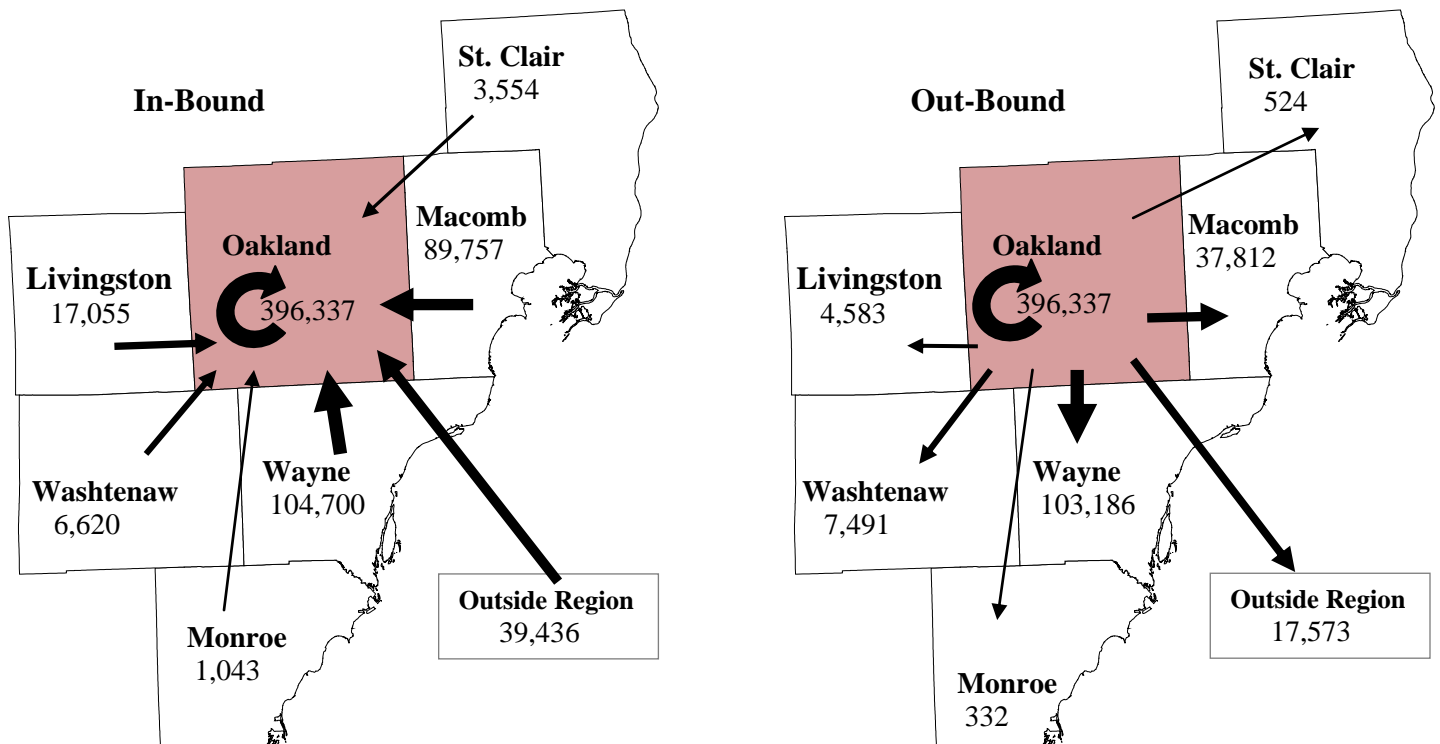 In-Bound
St. Clair
3,554
Macomb
89,757
Oakland
396,337
Livingston
17,055
Washtenaw
6,620
Wayne
104,700
Monroe
1,043
Outside Region
39,436
Out-Bound
St. Clair
524
Macomb
37,812
Oakland
396,337
Livingston
4,583
Washtenaw
7,491
Wayne
103,186
Outside Region
17,573
Monroe
332